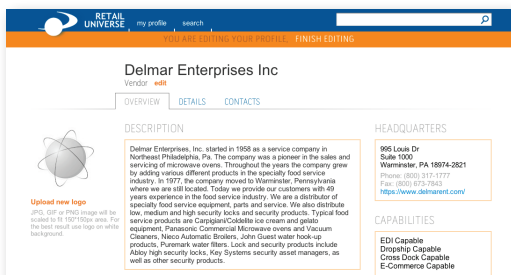 RETAIL
UNIVERSE
my profile search
YOU ARE EDITING YOUR PROFILE. FINISH EDITING
Delmar Enterprises Inc
Vendor edit
OVERVIEW DETAILS CONTACTS
DESCRIPTION
Delmar Enterprises, Inc. started in 1958 as a service company in
Northeast Philadelphia, Pa. The company was a pioneer in the sales and
servicing of microwave ovens. Throughout the years the company grew
by adding various different products in the specialty food service
industry. In 1977, the company moved to Warminster, Pennsylvania
where we are still located. Today we provide our customers with 49
years experience in the food service industry. We are a distributor of
specialty food service equipment, parts and service. We also distribute
low, medium and high security locks and security products. Typical food
service products are Carpigiani/Coldelite ice cream and gelato
equipment, Panasonic Commercial Microwave ovens and Vacuum
Cleaners, Nieco Automatic Broilers, John Guest water hook-up
products, Puremark water filters. Lock and security products include
Abloy high security locks, Key Systems security asset managers, as
well as other security products.
HEADQUARTERS
995 Louis Dr
Suite 1000
Warminster, PA 18974-2821
Phone: (800) 317-1777
Fax: (800) 673-7843
https://www.delmarent.com/
CAPABILITIES
EDI Capable
Dropship Capable
Cross Dock Capable
E-Commerce Capable
Upload new logo
JPG, GIF or PNG image will be
scaled to fit 150*155px area. For
the best result use logo on white
background.